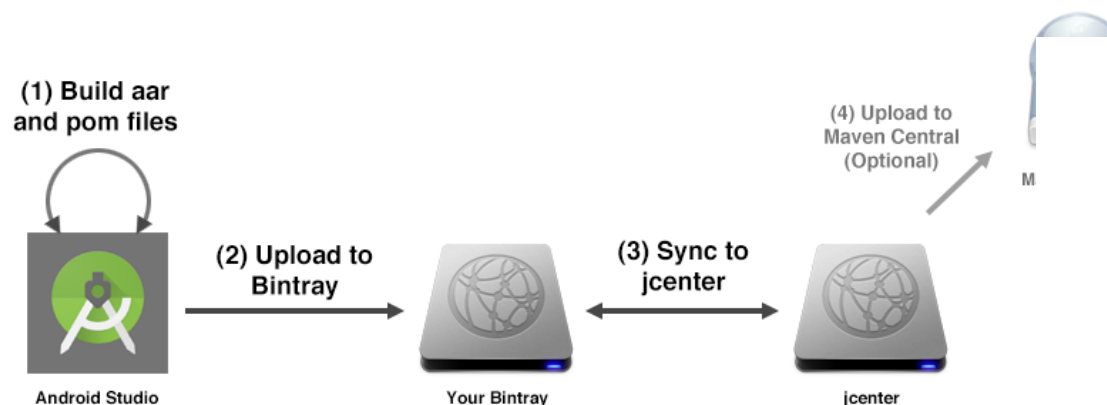 (1) Build aar
and pom files
(2) Upload to
Bintray
(3) Sync to
jcenter
(4) Upload to
Maven Central
(Optional)
Android Studio
Your Bintray
jcenter